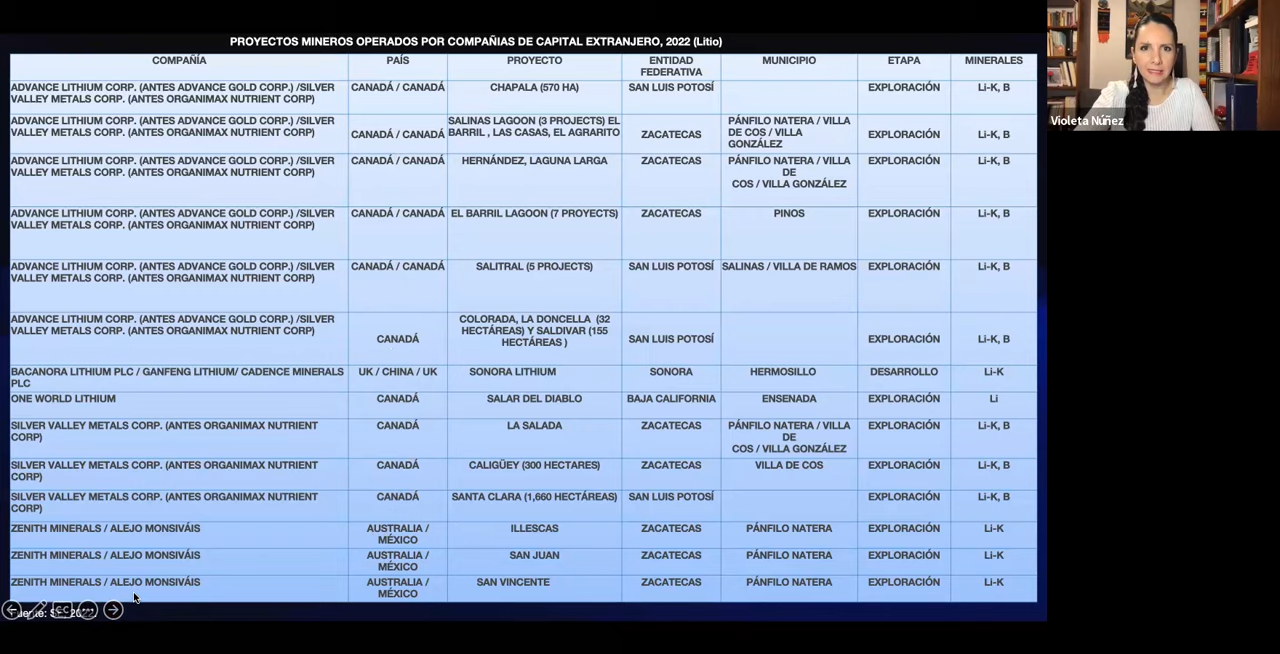 PROYECTOS MINEROS OPERADOS POR COMPAÑIAS DE CAPITAL EXTRANJERO, 2022 (Litio)
COMPAÑÍA PAÍS PROYECTO ENTIDAD FEDERATIVA MUNICIPIO ETAPA MINERALES
ADVANCE LITHIUM CORP. (ANTES ADVANCE GOLD CORP.) /SILVER VALLEY METALS CORP. (ANTES ORGANIMAX NUTRIENT CORP) CANADÁ / CANADÁ CHAPALA (570 HA) SAN LUIS POTOSÍ EXPLORACIÓN Li-K, B
ADVANCE LITHIUM CORP. (ANTES ADVANCE GOLD CORP.) /SILVER VALLEY METALS CORP. (ANTES ORGANIMAX NUTRIENT CORP) CANADÁ / CANADÁ SALINAS LAGOON (3 PROJECTS) EL BARRIL , LAS CASAS, EL AGRARITO ZACATECAS PÁNFILO NATERA / VILLA DE COS / VILLA GONZÁLEZ EXPLORACIÓN Li-K, B
ADVANCE LITHIUM CORP. (ANTES ADVANCE GOLD CORP.) /SILVER VALLEY METALS CORP. (ANTES ORGANIMAX NUTRIENT CORP) CANADÁ / CANADÁ HERNÁNDEZ, LAGUNA LARGA ZACATECAS PÁNFILO NATERA / VILLA DE COS / VILLA GONZÁLEZ EXPLORACIÓN Li-K, B
ADVANCE LITHIUM CORP. (ANTES ADVANCE GOLD CORP.) /SILVER VALLEY METALS CORP. (ANTES ORGANIMAX NUTRIENT CORP) CANADÁ / CANADÁ EL BARRIL LAGOON (7 PROYECTS) ZACATECAS PINOS EXPLORACIÓN Li-K, B
ADVANCE LITHIUM CORP. (ANTES ADVANCE GOLD CORP.) /SILVER VALLEY METALS CORP. (ANTES ORGANIMAX NUTRIENT CORP) CANADÁ / CANADÁ SALITRAL (5 PROJECTS) SAN LUIS POTOSÍ SALINAS / VILLA DE RAMOS EXPLORACIÓN Li-K, B
ADVANCE LITHIUM CORP. (ANTES ADVANCE GOLD CORP.) /SILVER VALLEY METALS CORP. (ANTES ORGANIMAX NUTRIENT CORP) CANADÁ COLORADA, LA DONCELLA (32 HECTÁREAS) Y SALDIVAR (155 HECTÁREAS ) SAN LUIS POTOSÍ EXPLORACIÓN Li-K, B
BACANORA LITHIUM PLC / GANFENG LITHIUM/ CADENCE MINERALS PLC UK / CHINA / UK SONORA LITHIUM SONORA HERMOSILLO DESARROLLO Li-K
ONE WORLD LITHIUM CANADÁ SALAR DEL DIABLO BAJA CALIFORNIA ENSENADA EXPLORACIÓN Li
SILVER VALLEY METALS CORP. (ANTES ORGANIMAX NUTRIENT CORP) CANADÁ LA SALADA ZACATECAS PÁNFILO NATERA / VILLA DE COS / VILLA GONZÁLEZ EXPLORACIÓN Li-K, B
SILVER VALLEY METALS CORP. (ANTES ORGANIMAX NUTRIENT CORP) CANADÁ CALIGÜEY (300 HECTARES) ZACATECAS VILLA DE COS EXPLORACIÓN Li-K, B
SILVER VALLEY METALS CORP. (ANTES ORGANIMAX NUTRIENT CORP) CANADÁ SANTA CLARA (1,660 HECTÁREAS) SAN LUIS POTOSÍ EXPLORACIÓN Li-K, B
ZENITH MINERALS / ALEJO MONSIVÁIS AUSTRALIA / MÉXICO ILLESCAS ZACATECAS PÁNFILO NATERA EXPLORACIÓN Li-K
ZENITH MINERALS / ALEJO MONSIVÁIS AUSTRALIA / MÉXICO SAN JUAN ZACATECAS PÁNFILO NATERA EXPLORACIÓN Li-K
ZENITH MINERALS / ALEJO MONSIVÁIS AUSTRALIA / MÉXICO SAN VINCENTE ZACATECAS PÁNFILO NATERA EXPLORACIÓN Li-K
CC
Violeta Núñez